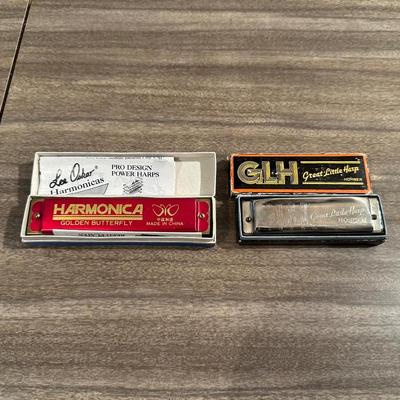 Lee Oskar
Harmonicas
PRO DESIGN
POWER HARPS
HARMONICA
GOLDEN BUTTERFLY
MADE IN CHINA
GLH
Great Little Harp
HOHNER
Great Little Harp
HOHNER